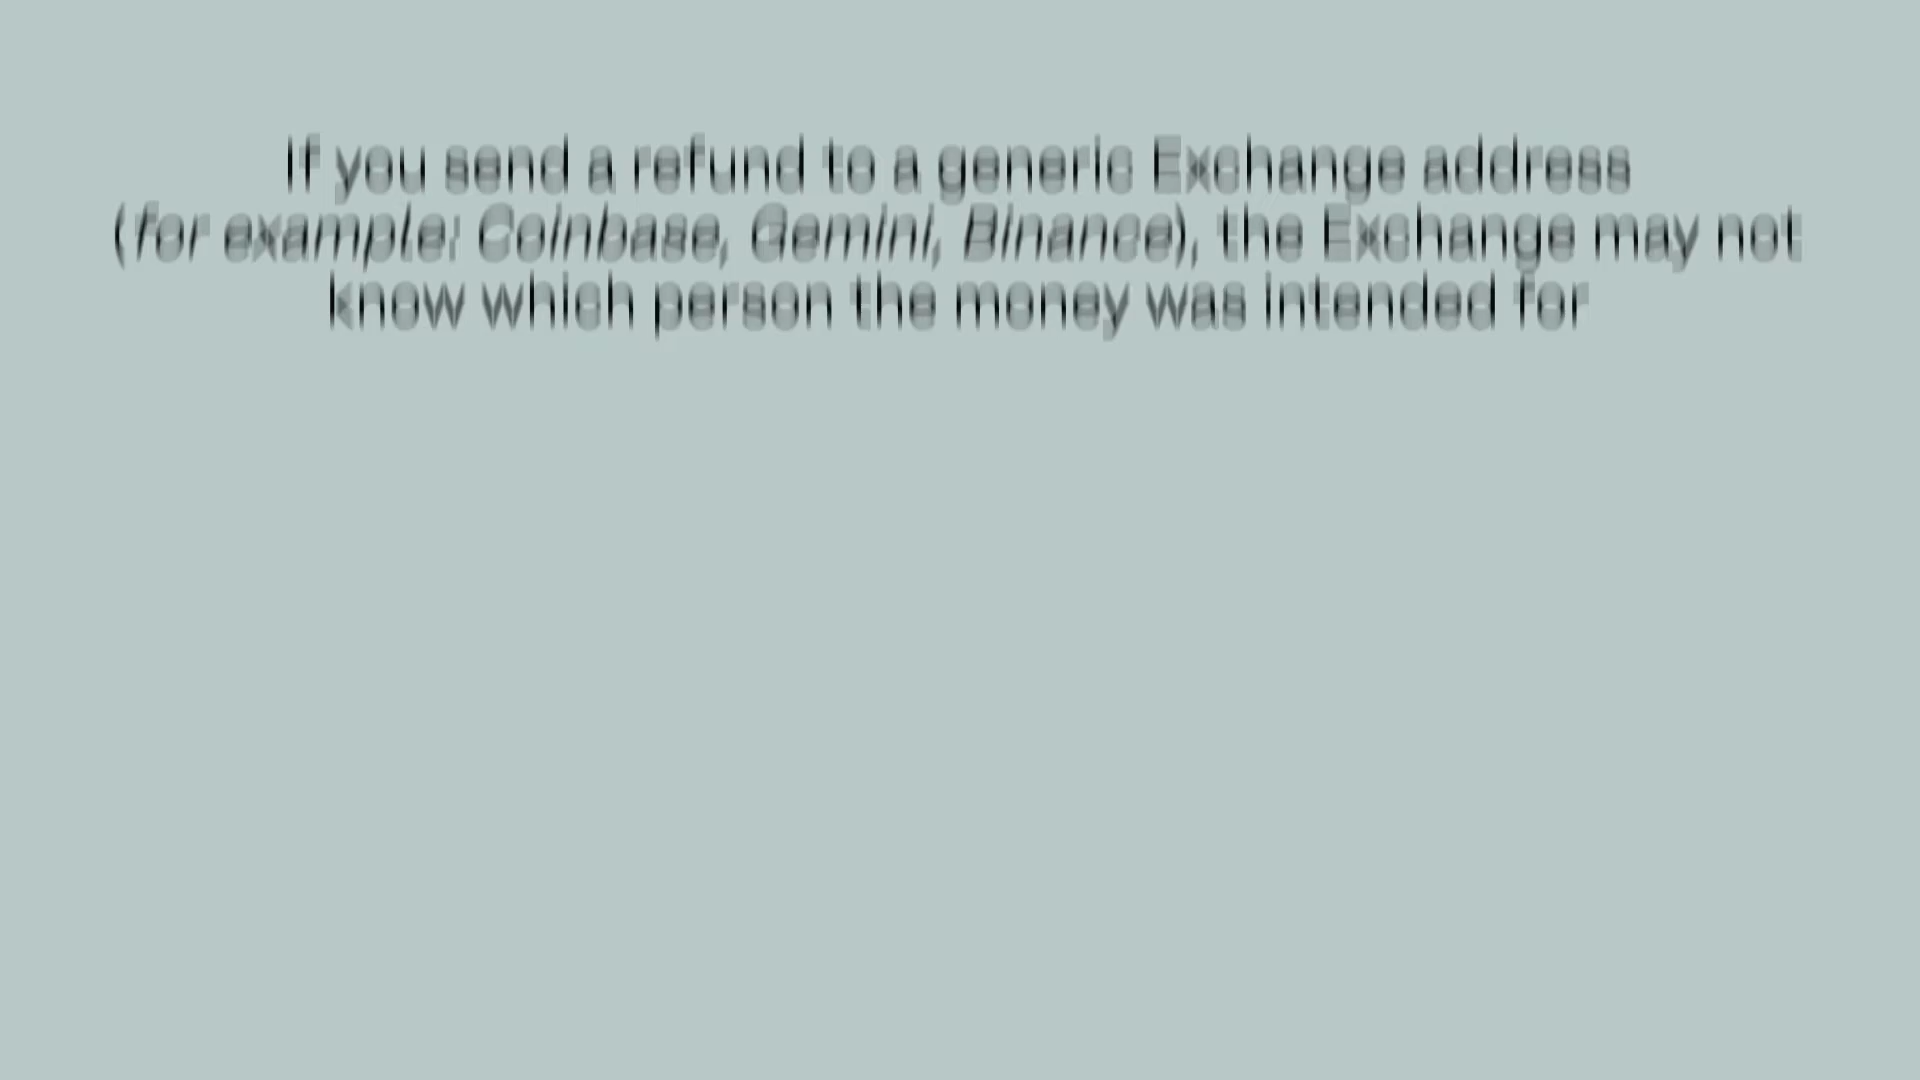 If you send a refund to a generic Exchange address
(for example: Coinbase, Gemini, Binance), the Exchange may not
know which person the money was intended for